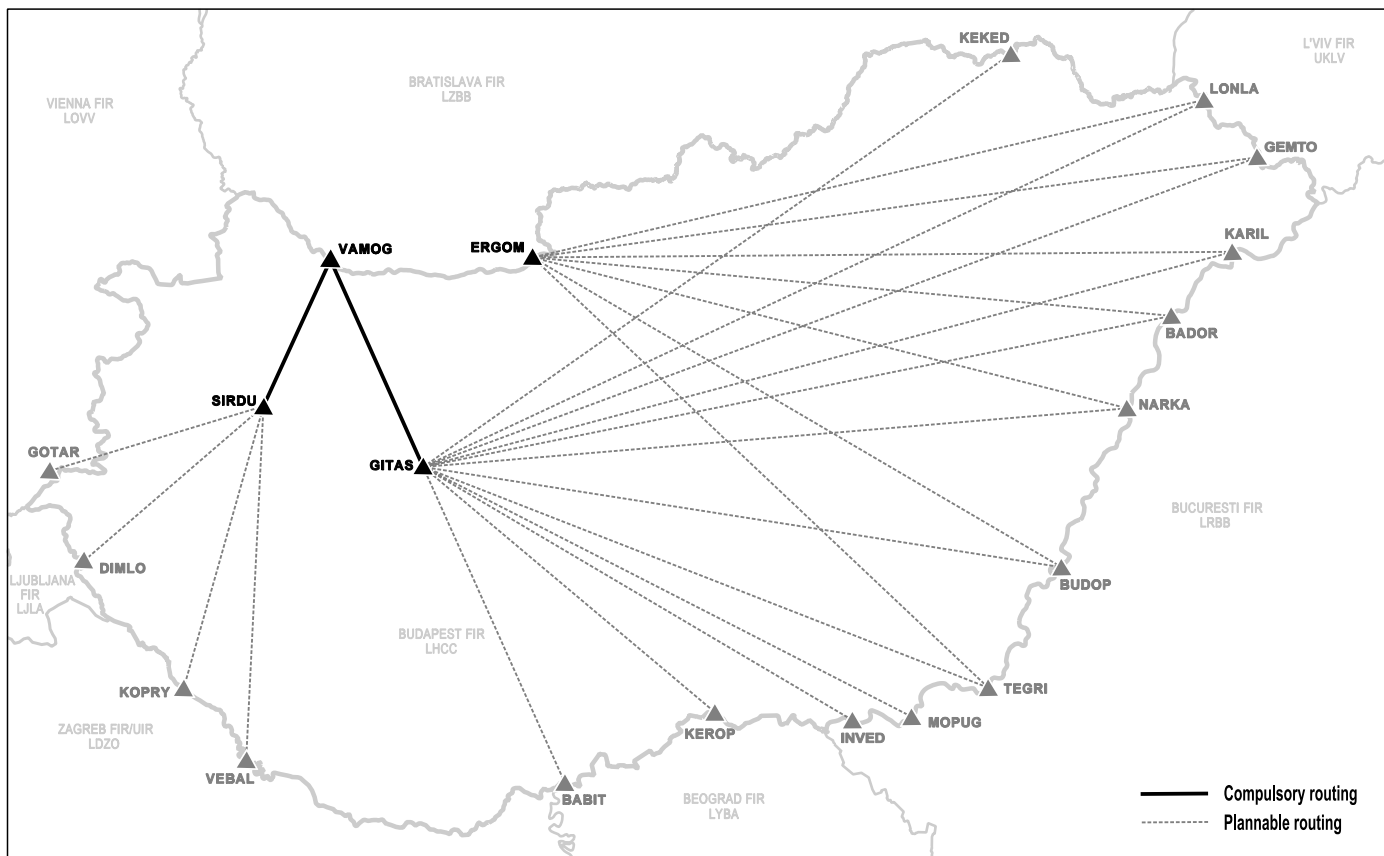 KEKED
L'VIV FIR
UKLV
BRATISLAVA FIR
LZBB
LONLA
VIENNA FIR
LOVV
GEMTO
KARIL
VAMOG
ERGOM
BADOR
SIRDU
NARKA
GOTAR
GITAS
BUCURESTI FIR
LRBB
DIMLO
BUDOP
LJUBLJANA
FIR
LJLA
BUDAPEST FIR
LHCC
KOPRY
TEGRI
ZAGREB FIR/UIR
LDZO
KEROP
INVED
MOPUG
VEBAL
BABIT
BEOGRAD FIR
LYBA
Compulsory routing
Plannable routing